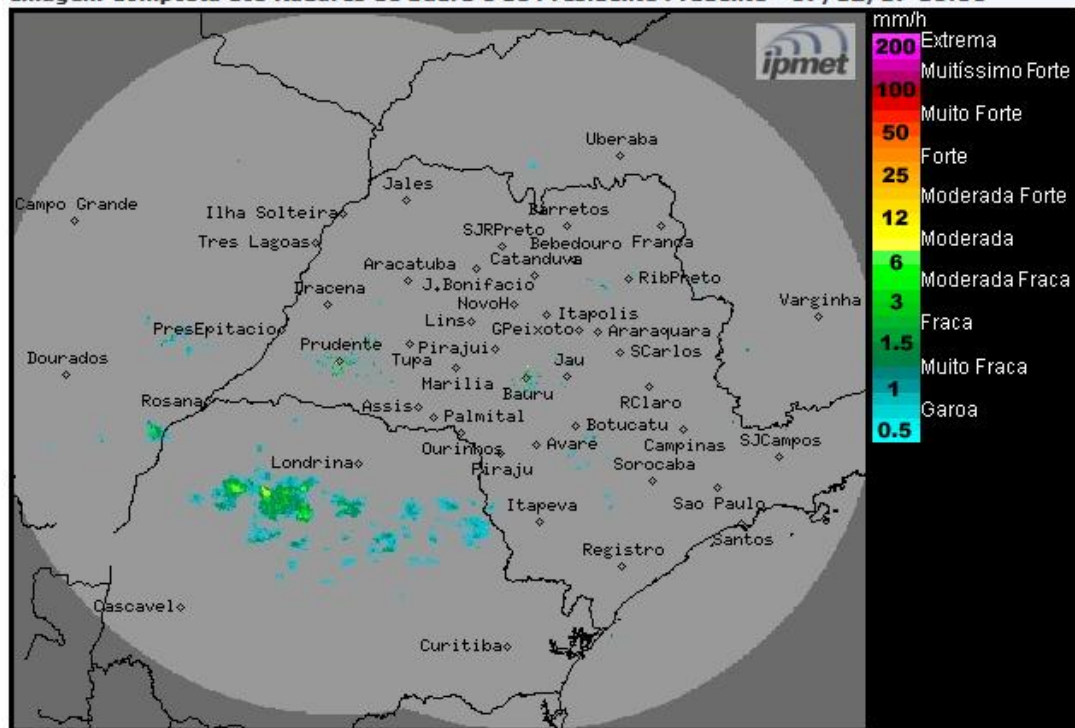 mm/h
200 Extrema
Muitíssimo Forte
100
Muito Forte
50
Forte
25
Moderada Forte
12
Moderada
6
Moderada Fraca
3
Fraca
1.5
Muito Fraca
1
Garoa
0.5
ipmet
Uberaba
Jales
Campo Grande
Ilha Solteira
Barretos
Tres Lagoas
SJRPreto
Bebedouro
Franca
Aracatuba
Catanduva
Dracena
J.Bonifacio
RibPreto
NovoH
Varginha
PresEpitacio
Lins
Itapolis
GPeixoto
Araraquara
Prudente
Tupa
Pirajui
SCarlos
Dourados
Marilia
Jau
Bauru
Rosana
Assis
RClaro
Palmital
Botucatu
Ourinhos
Avare
Campinas
SJCampos
Londrina
Piraju
Sorocaba
Itapeva
Sao Paulo
Registro
Santos
Cascavel
Curitiba